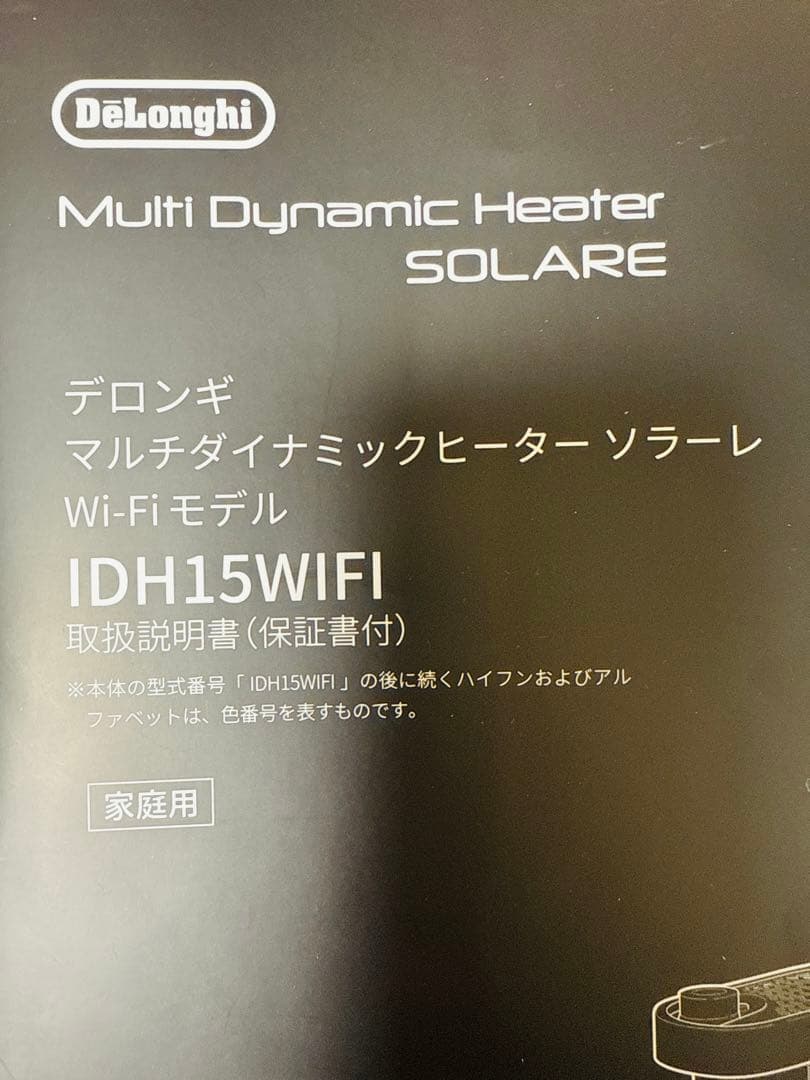 DēLonghi
Multi Dynamic Heater
SOLARE
デロンギ
マルチダイナミックヒーター ソラーレ
Wi-Fi モデル
IDH15WIFI
取扱説明書（保証書付）
※本体の型式番号「 IDH15WIFI 」の後に続くハイフンおよびアル
ファベットは、色番号を表すものです。
家庭用